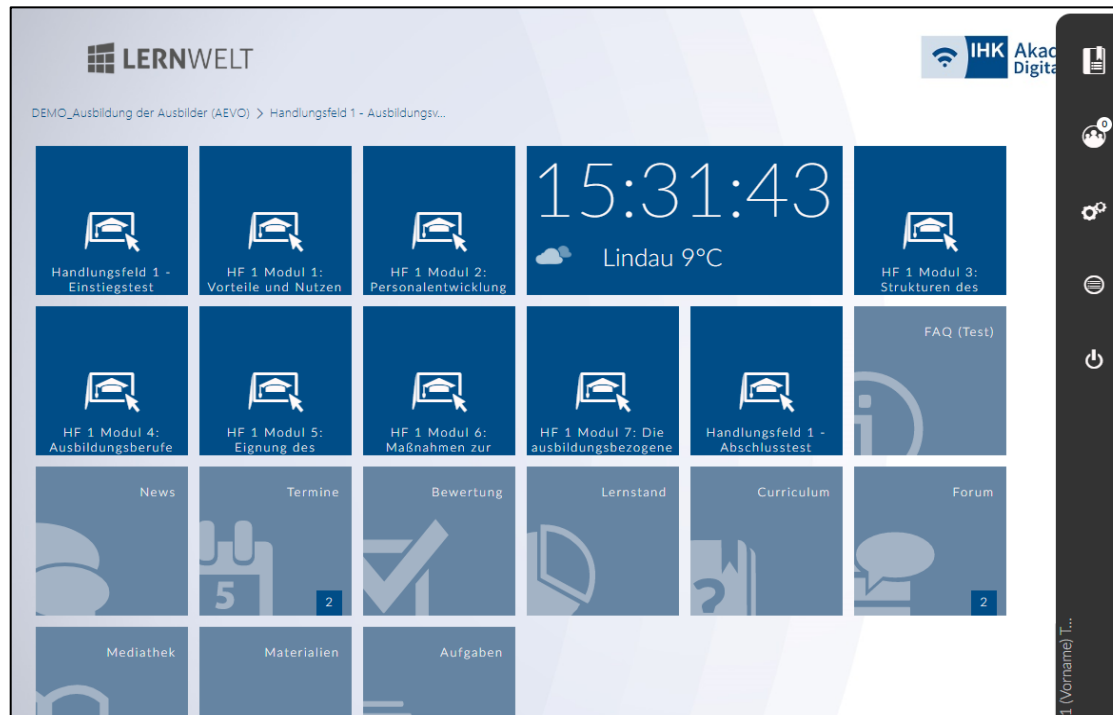 LERNWELT
IHK Akad
Digita
DEMO_Ausbildung der Ausbilder (AEVO) > Handlungsfeld 1 - Ausbildungsv...
Handlungsfeld 1 -
Einstiegstest
HF 1 Modul 1:
Vorteile und Nutzen
HF 1 Modul 2:
Personalentwicklung
15:31:43
Lindau 9°C
HF 1 Modul 3:
Strukturen des
HF 1 Modul 4:
Ausbildungsberufe
HF 1 Modul 5:
Eignung des
HF 1 Modul 6:
Maßnahmen zur
HF 1 Modul 7: Die
ausbildungsbezogene
Handlungsfeld 1 -
Abschlusstest
FAQ (Test)
News
Termine
5
2
Bewertung
Lernstand
Curriculum
?
Forum
2
Mediathek
Materialien
Aufgaben
0
1 (Vorname) T...